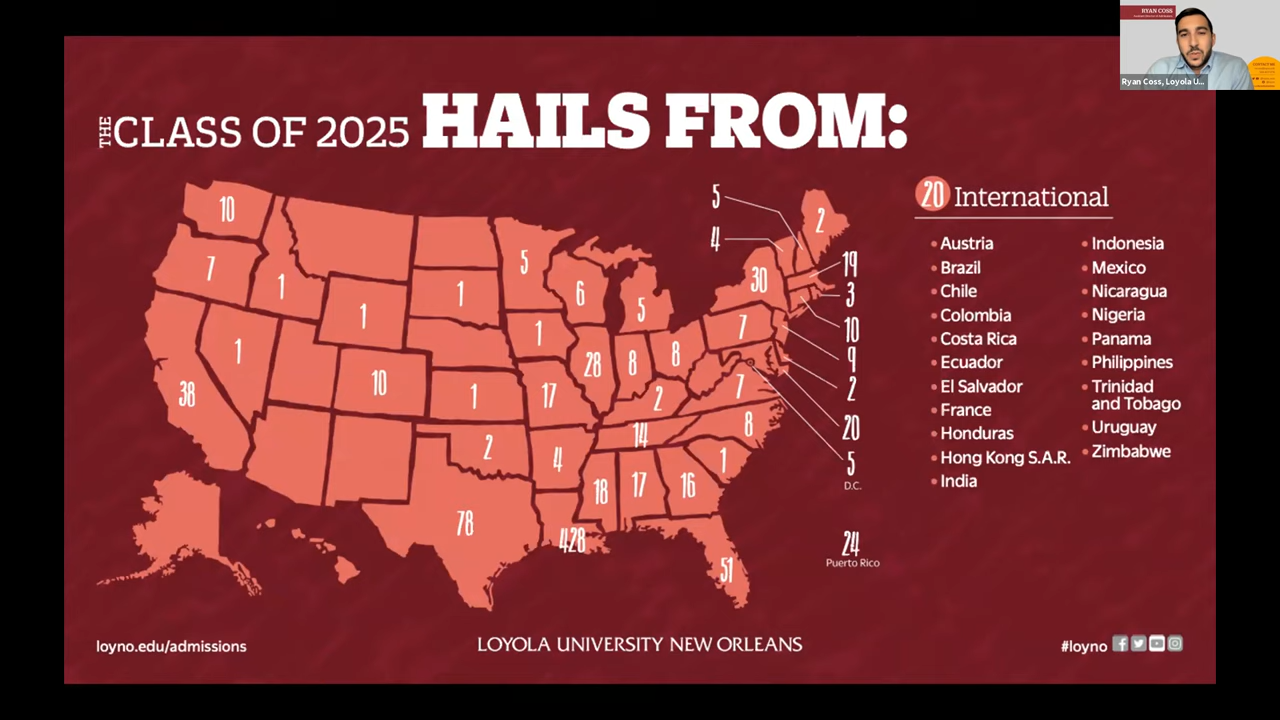 RYAN COSS
Ryan Coss, Loyola U...
THE CLASS OF 2025 HAILS FROM:
20 International
Austria
Brazil
Chile
Colombia
Costa Rica
Ecuador
El Salvador
France
Honduras
Hong Kong S.A.R.
India
Indonesia
Mexico
Nicaragua
Nigeria
Panama
Philippines
Trinidad
and Tobago
Uruguay
Zimbabwe
5
4
2
10
7
1
1
1
5
6
5
30
19
3
10
9
2
20
5
D.C.
38
1
10
1
1
17
28
8
8
7
7
2
14
8
1
2
4
18
17
16
78
428
51
24
Puerto Rico
loyno.edu/admissions
LOYOLA UNIVERSITY NEW ORLEANS
#loyno